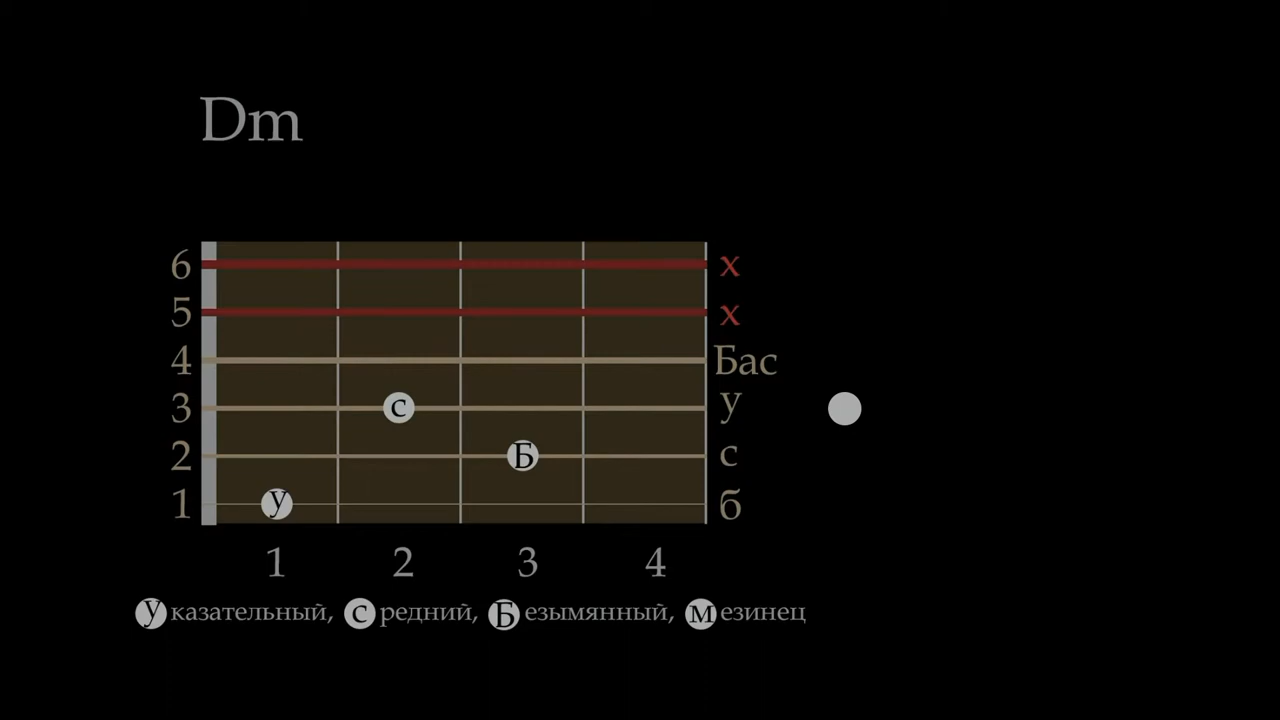 Dm
6 х
5 х
4 Бас
3 с у
2 Б с
1 у б
1 2 3 4
указательный, средний, Безымянный, мезинец